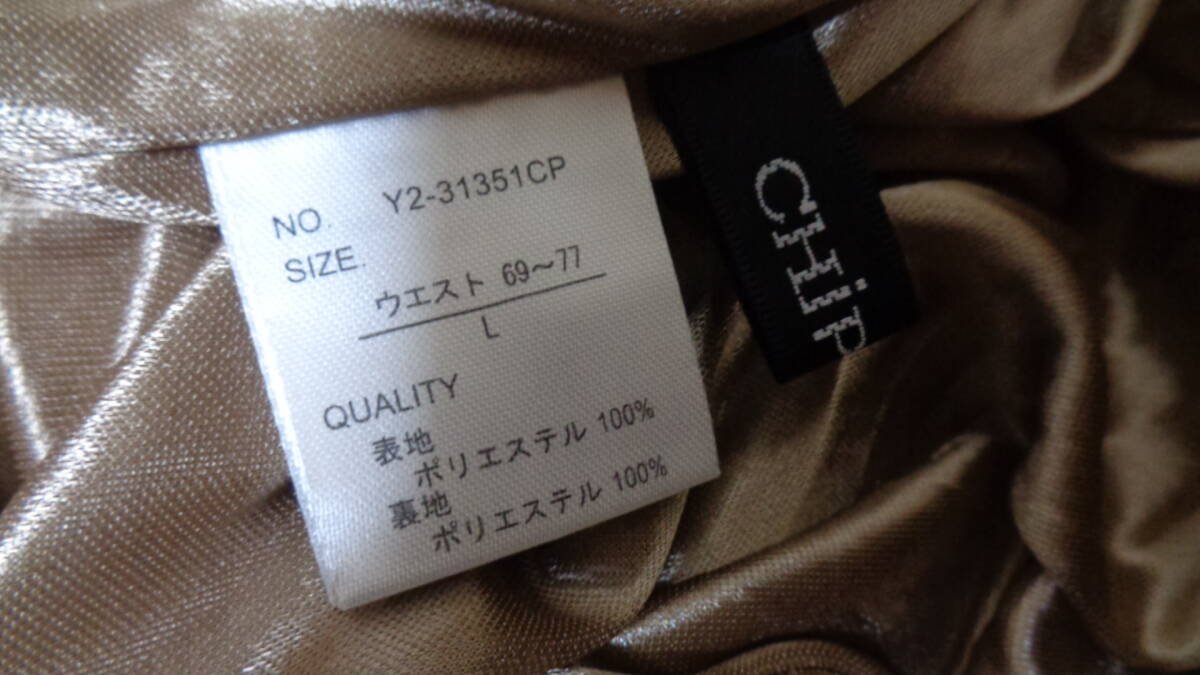 NO. Y2-31351CP
SIZE.
ウエスト 69～77
L
QUALITY
表地
ポリエステル 100%
裏地
ポリエステル 100%
CHiP